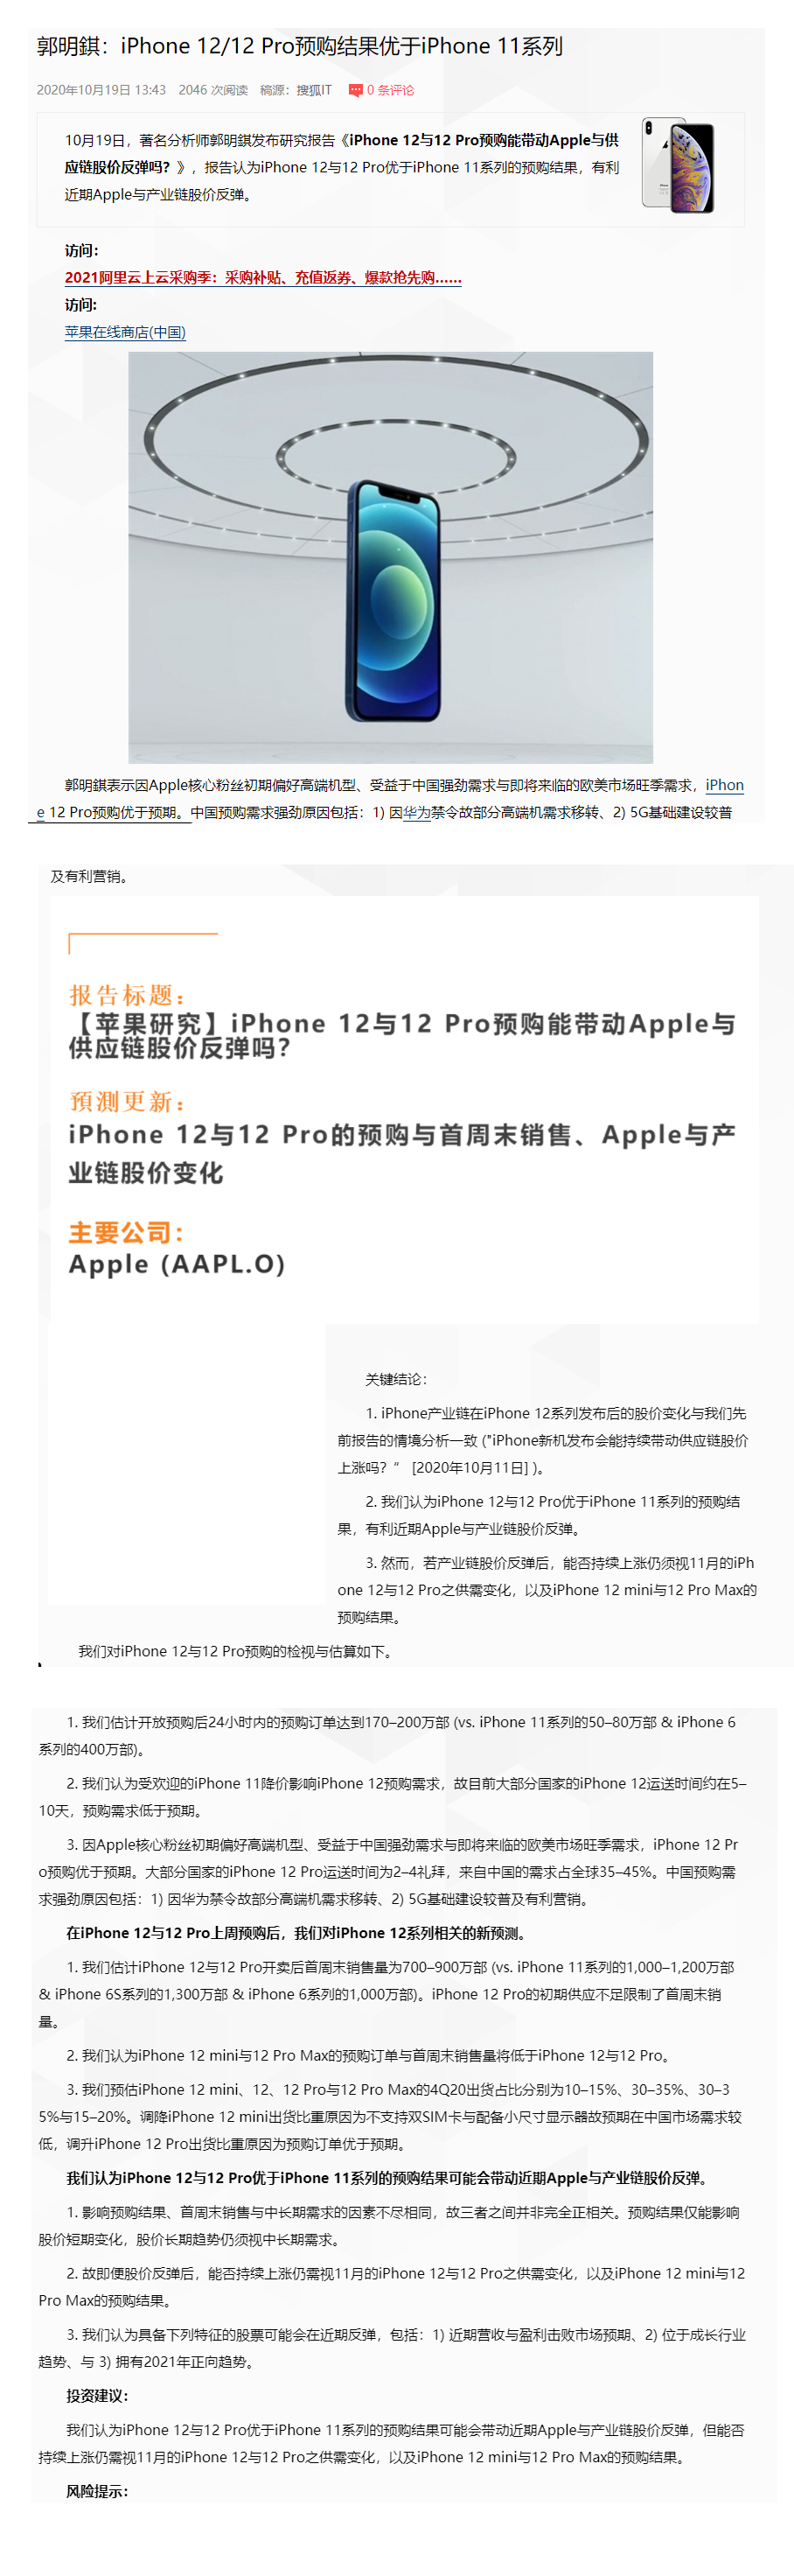 郭明錤：iPhone 12/12 Pro预购结果优于iPhone 11系列
2020年10月19日 13:43 2046 次阅读 稿源：搜狐IT 0 条评论
10月19日，著名分析师郭明錤发布研究报告《iPhone 12与12 Pro预购能带动Apple与供
应链股价反弹吗？》，报告认为iPhone 12与12 Pro优于iPhone 11系列的预购结果，有利
近期Apple与产业链股价反弹。
访问：
2021阿里云上云采购季：采购补贴、充值返券、爆款抢先购……
访问:
苹果在线商店(中国)
郭明錤表示因Apple核心粉丝初期偏好高端机型、受益于中国强劲需求与即将来临的欧美市场旺季需求，iPhon
e 12 Pro预购优于预期。中国预购需求强劲原因包括：1) 因华为禁令故部分高端机需求移转、2) 5G基础建设较普
及有利营销。
报告标题：
【苹果研究】iPhone 12与12 Pro预购能带动Apple与
供应链股价反弹吗?
預測更新：
iPhone 12与12 Pro的预购与首周末销售、Apple与产
业链股价变化
主要公司：
Apple (AAPL.O)
关键结论：
1. iPhone产业链在iPhone 12系列发布后的股价变化与我们先
前报告的情境分析一致 ("iPhone新机发布会能持续带动供应链股价
上涨吗？“ [2020年10月11日] )。
2. 我们认为iPhone 12与12 Pro优于iPhone 11系列的预购结
果，有利近期Apple与产业链股价反弹。
3. 然而，若产业链股价反弹后，能否持续上涨仍须视11月的iPh
one 12与12 Pro之供需变化，以及iPhone 12 mini与12 Pro Max的
预购结果。
我们对iPhone 12与12 Pro预购的检视与估算如下。
1. 我们估计开放预购后24小时内的预购订单达到170–200万部 (vs. iPhone 11系列的50–80万部 & iPhone 6
系列的400万部)。
2. 我们认为受欢迎的iPhone 11降价影响iPhone 12预购需求，故目前大部分国家的iPhone 12运送时间约在5–
10天，预购需求低于预期。
3. 因Apple核心粉丝初期偏好高端机型、受益于中国强劲需求与即将来临的欧美市场旺季需求，iPhone 12 Pr
o预购优于预期。大部分国家的iPhone 12 Pro运送时间为2–4礼拜，来自中国的需求占全球35–45%。中国预购需
求强劲原因包括：1) 因华为禁令故部分高端机需求移转、2) 5G基础建设较普及有利营销。
在iPhone 12与12 Pro上周预购后，我们对iPhone 12系列相关的新预测。
1. 我们估计iPhone 12与12 Pro开卖后首周末销售量为700–900万部 (vs. iPhone 11系列的1,000–1,200万部
& iPhone 6S系列的1,300万部 & iPhone 6系列的1,000万部)。iPhone 12 Pro的初期供应不足限制了首周末销
量。
2. 我们认为iPhone 12 mini与12 Pro Max的预购订单与首周末销售量将低于iPhone 12与12 Pro。
3. 我们预估iPhone 12 mini、12、12 Pro与12 Pro Max的4Q20出货占比分别为10–15%、30–35%、30–3
5%与15–20%。调降iPhone 12 mini出货比重原因为不支持双SIM卡与配备小尺寸显示器故预期在中国市场需求较
低，调升iPhone 12 Pro出货比重原因为预购订单优于预期。
我们认为iPhone 12与12 Pro优于iPhone 11系列的预购结果可能会带动近期Apple与产业链股价反弹。
1. 影响预购结果、首周末销售与中长期需求的因素不尽相同，故三者之间并非完全正相关。预购结果仅能影响
股价短期变化，股价长期趋势仍须视中长期需求。
2. 故即便股价反弹后，能否持续上涨仍需视11月的iPhone 12与12 Pro之供需变化，以及iPhone 12 mini与12
Pro Max的预购结果。
3. 我们认为具备下列特征的股票可能会在近期反弹，包括：1) 近期营收与盈利击败市场预期、2) 位于成长行业
趋势、与 3) 拥有2021年正向趋势。
投资建议：
我们认为iPhone 12与12 Pro优于iPhone 11系列的预购结果可能会带动近期Apple与产业链股价反弹，但能否
持续上涨仍需视11月的iPhone 12与12 Pro之供需变化，以及iPhone 12 mini与12 Pro Max的预购结果。
风险提示：